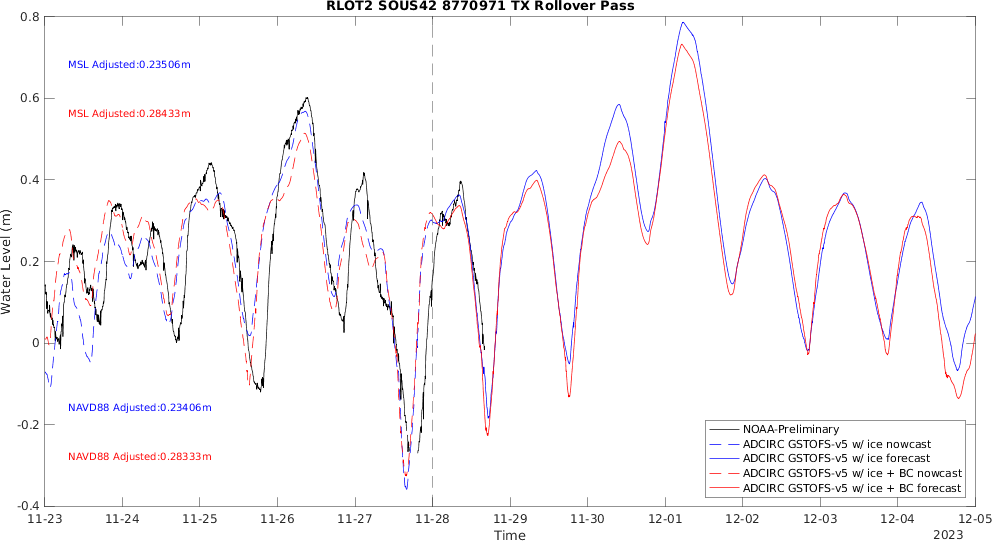 RLOT2 SOUS42 8770971 TX Rollover Pass
0.8
0.6
0.4
0.2
0
-0.2
-0.4
Water Level (m)
MSL Adjusted:0.23506m
MSL Adjusted:0.28433m
NAVD88 Adjusted:0.23406m
NAVD88 Adjusted:0.28333m
NOAA-Preliminary
ADCIRC GSTOFS-v5 w/ ice nowcast
ADCIRC GSTOFS-v5 w/ ice forecast
ADCIRC GSTOFS-v5 w/ ice + BC nowcast
ADCIRC GSTOFS-v5 w/ ice + BC forecast
11-23 11-24 11-25 11-26 11-27 11-28 11-29 11-30 12-01 12-02 12-03 12-04 12-05
Time
2023